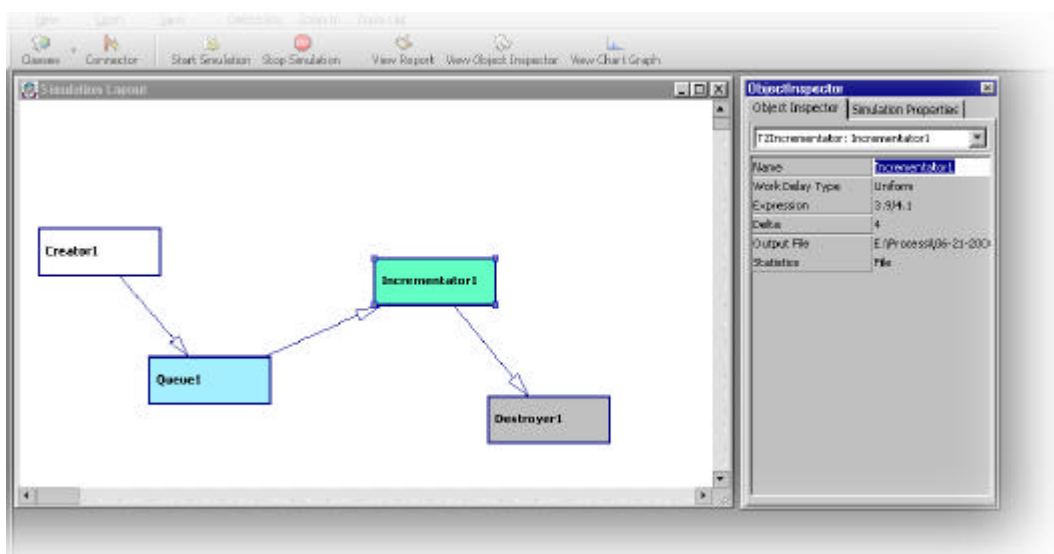 Classes Connector Start Simulation Stop Simulation View Report View Object Inspector View Chart Graph
Simulation Layout
ObjectInspector
Object Inspector Simulation Properties
Incrementator1
Name Incrementator1
Work Delay Type Uniform
Expression 3.9/4.1
Delta 4
Output File
Statistics File
Creator1
Incrementator1
Queue1
Destroyer1